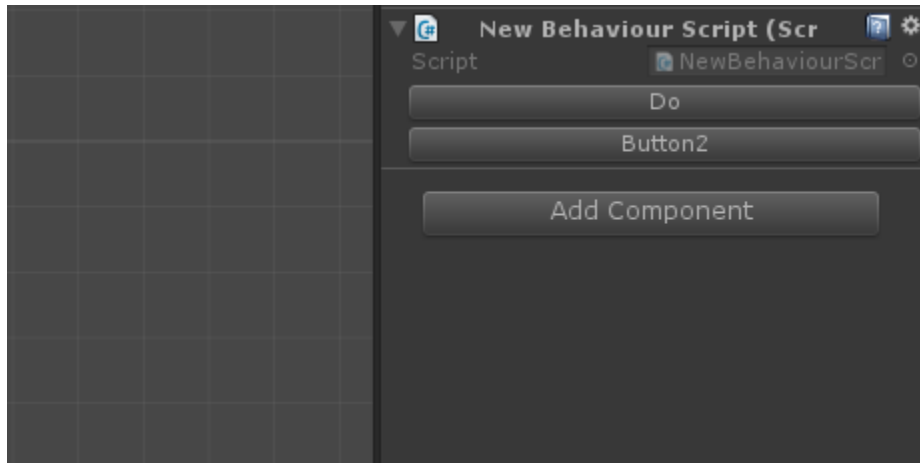 New Behaviour Script (Scr
Script NewBehaviourScr
Do
Button2
Add Component